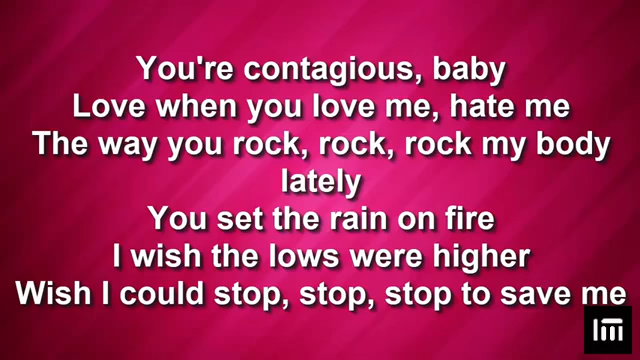 You're contagious, baby
Love when you love me, hate me
The way you rock, rock, rock my body
lately
You set the rain on fire
I wish the lows were higher
Wish I could stop, stop, stop to save me